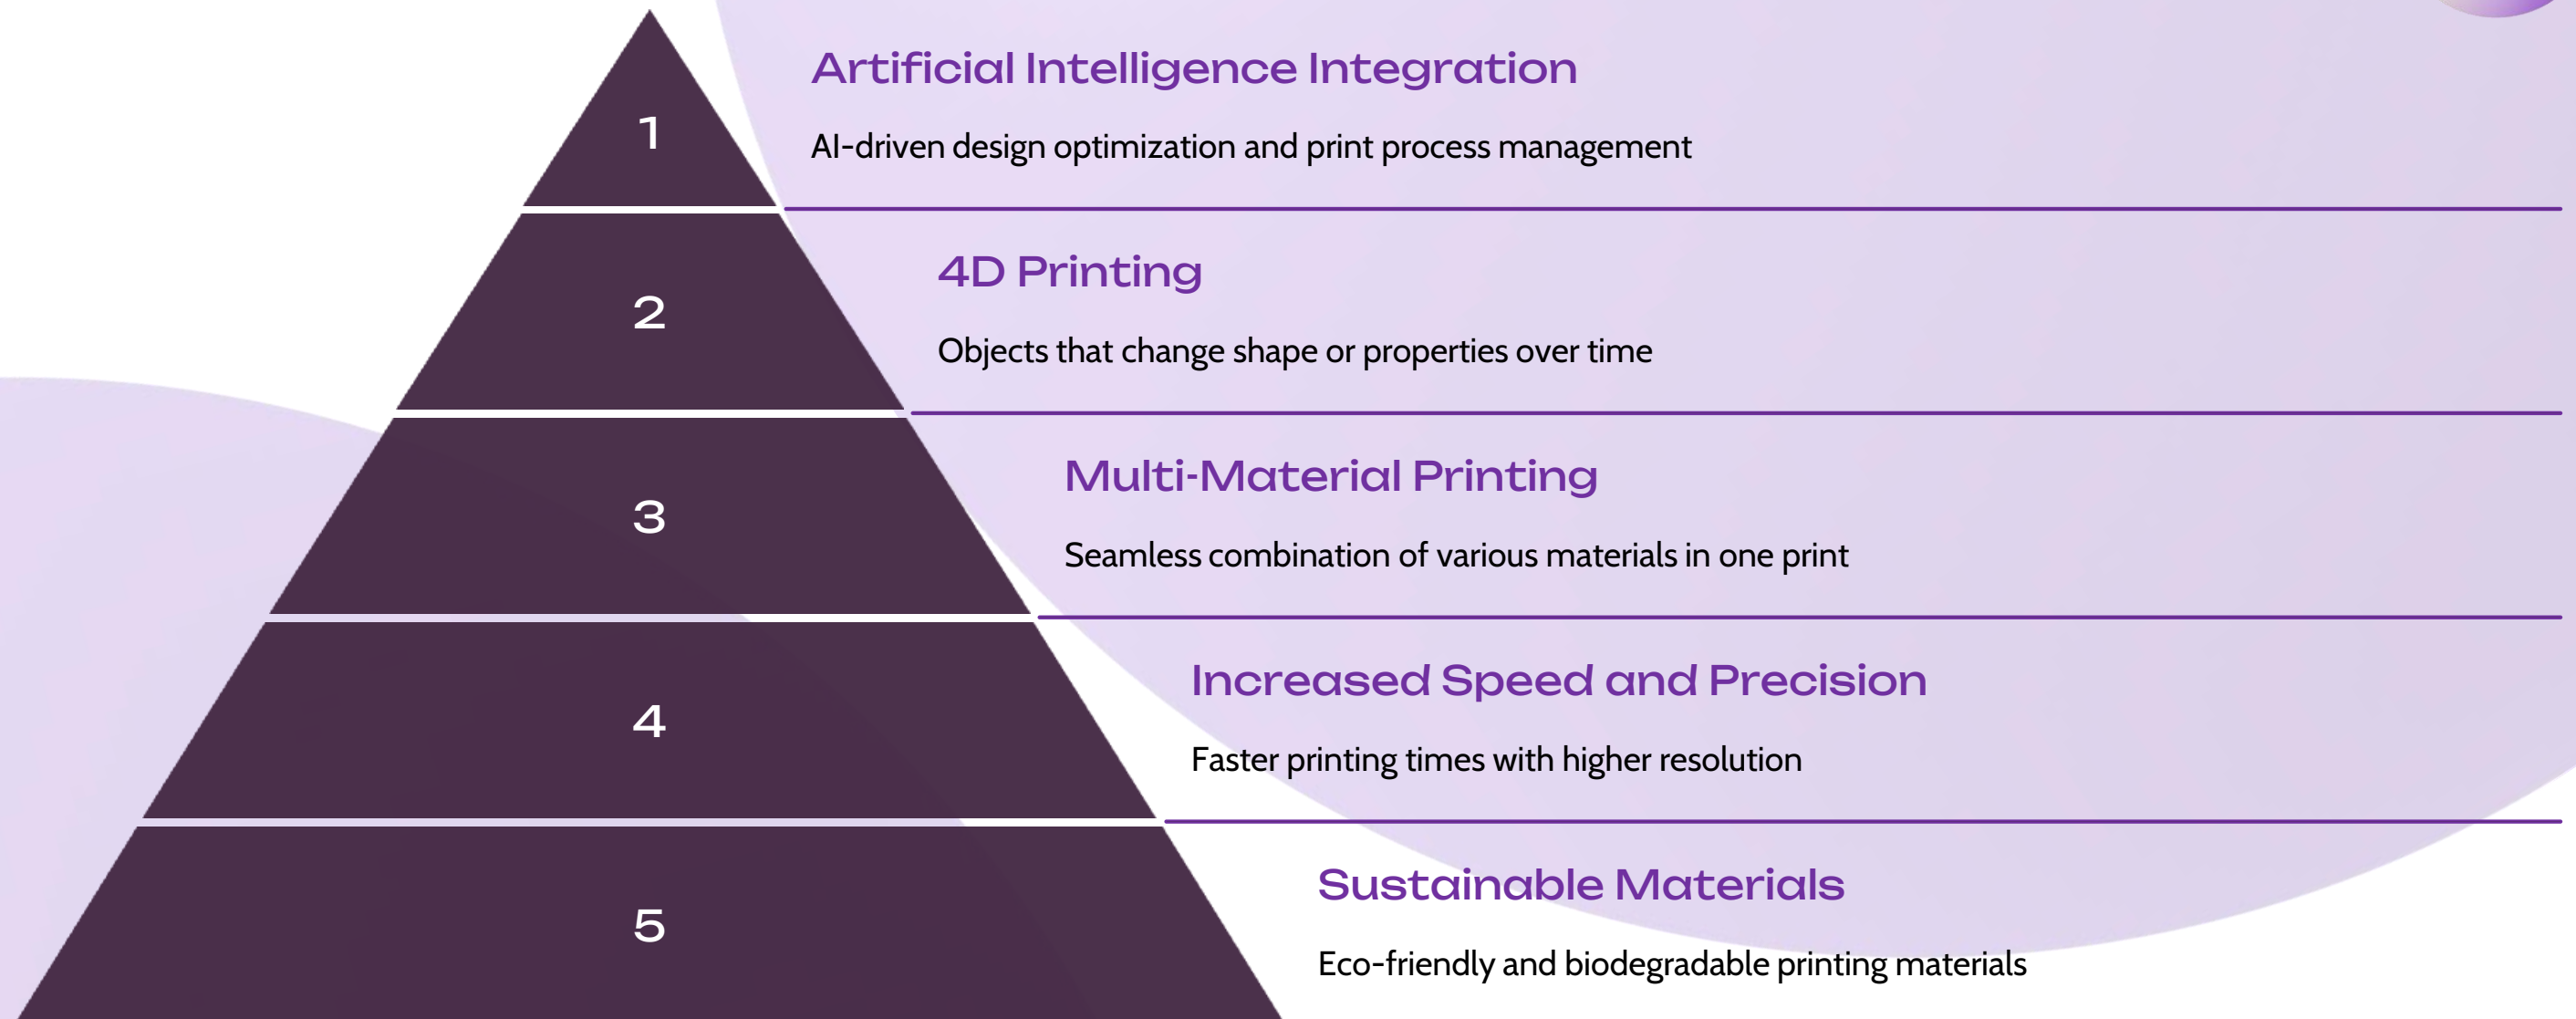 1
Artificial Intelligence Integration
AI-driven design optimization and print process management
2
4D Printing
Objects that change shape or properties over time
3
Multi-Material Printing
Seamless combination of various materials in one print
4
Increased Speed and Precision
Faster printing times with higher resolution
5
Sustainable Materials
Eco-friendly and biodegradable printing materials